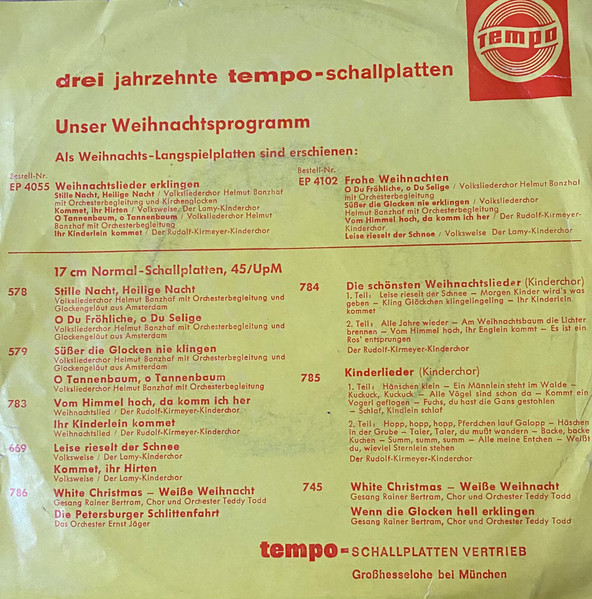 tempo
drei jahrzehnte tempo-schallplatten
Unser Weihnachtsprogramm
Als Weihnachts-Langspielplatten sind erschienen:
Bestell-Nr.
EP 4055 Weihnachtslieder erklingen
Stille Nacht, Heilige Nacht / Volksliederchor Helmut Banzhaf
mit Orchesterbegleitung und Kirchenglocken
Kommet, ihr Hirten / Volksweise / Der Lamy-Kinderchor
O Tannenbaum, o Tannenbaum / Volksliederchor Helmut
Banzhaf mit Orchesterbegleitung
Ihr Kinderlein kommet / Der Rudolf-Kirmeyer-Kinderchor
Bestell-Nr.
EP 4102 Frohe Weihnachten
O Du Fröhliche, o Du Selige / Volksliederchor Helmut Banzhaf
mit Orchesterbegleitung
Süßer die Glocken nie erklingen / Volksliederchor
Helmut Banzhaf mit Orchesterbegleitung
Vom Himmel hoch, da komm ich her / Der Rudolf-Kirmeyer-
Kinderchor
Leise rieselt der Schnee / Volksweise / Der Lamy-Kinderchor
17 cm Normal-Schallplatten, 45/UpM
578 Stille Nacht, Heilige Nacht
Volksliederchor Helmut Banzhaf mit Orchesterbegleitung und
Glockengeläut aus Amsterdam
O Du Fröhliche, o Du Selige
Volksliederchor Helmut Banzhaf mit Orchesterbegleitung und
Glockengeläut aus Amsterdam
579 Süßer die Glocken nie klingen
Volksliederchor Helmut Banzhaf mit Orchesterbegleitung und
Glockengeläut aus Amsterdam
O Tannenbaum, o Tannenbaum
Volksliederchor Helmut Banzhaf mit Orchesterbegleitung
783 Vom Himmel hoch, da komm ich her
Weihnachtslied / Der Rudolf-Kirmeyer-Kinderchor
Ihr Kinderlein kommet
Weihnachtslied / Der Rudolf-Kirmeyer-Kinderchor
669 Leise rieselt der Schnee
Volksweise / Der Lamy-Kinderchor
Kommet, ihr Hirten
Volksweise / Der Lamy-Kinderchor
786 White Christmas – Weiße Weihnacht
Gesang Rainer Bertram, Chor und Orchester Teddy Todd
Die Petersburger Schlittenfahrt
Das Orchester Ernst Jäger
784 Die schönsten Weihnachtslieder (Kinderchor)
1. Teil: Leise rieselt der Schnee – Morgen Kinder wird's was
geben – Kling Glöckchen klingelingeling – Ihr Kinderlein
kommet
2. Teil: Alle Jahre wieder – Am Weihnachtsbaum die Lichter
brennen – Vom Himmel hoch, ihr Englein kommt – Es ist ein
Ros' entsprungen
Der Rudolf-Kirmeyer-Kinderchor
785 Kinderlieder (Kinderchor)
1. Teil: Hänschen klein – Ein Männlein steht im Walde –
Kuckuck, Kuckuck – Alle Vögel sind schon da – Kommt ein
Vogerl geflogen – Fuchs, du hast die Gans gestohlen
– Schlaf, Kindlein schlaf
2. Teil: Hopp, hopp, hopp, Pferdchen lauf Galopp – Häschen
in der Grube – Taler, Taler, du mußt wandern – Backe, backe
Kuchen – Summ, summ, summ – Alle meine Entchen – Weißt
du, wieviel Sternlein stehen
Der Rudolf-Kirmeyer-Kinderchor
745 White Christmas – Weiße Weihnacht
Gesang Rainer Bertram, Chor und Orchester Teddy Todd
Wenn die Glocken hell erklingen
Gesang Rainer Bertram, Chor und Orchester Teddy Todd
tempo-SCHALLPLATTEN VERTRIEB
Großhesselohe bei München